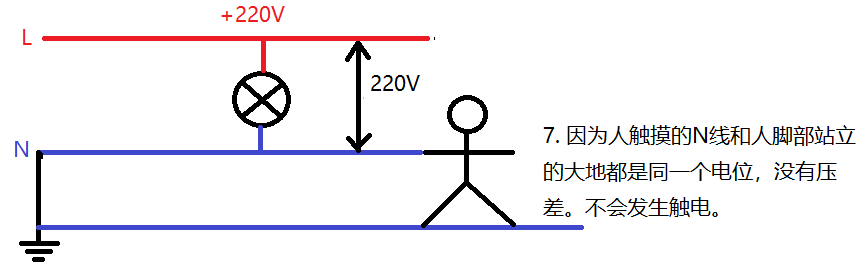 +220V
L
220V
N
7. 因为人触摸的N线和人脚部站立
的大地都是同一个电位，没有压
差。不会发生触电。